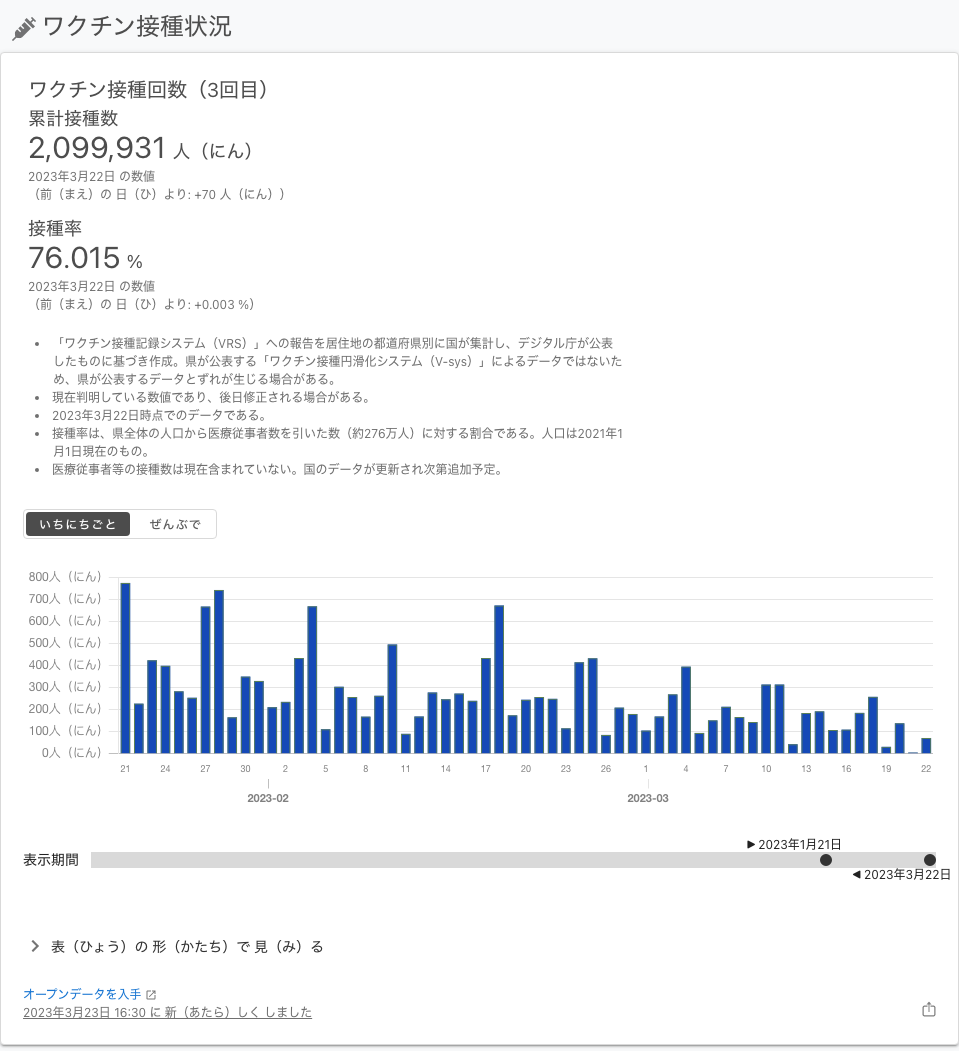 ワクチン接種状況
ワクチン接種回数（3回目）
累計接種数
2,099,931 人（にん）
2023年3月22日 の数値
（前（まえ）の 日（ひ）より: +70 人（にん））
接種率
76.015 %
2023年3月22日 の数値
（前（まえ）の 日（ひ）より: +0.003 %）
• 「ワクチン接種記録システム（VRS）」への報告を居住地の都道府県別に国が集計し、デジタル庁が公表
したものに基づき作成。県が公表する「ワクチン接種円滑化システム（V-sys）」によるデータではないた
め、県が公表するデータとずれが生じる場合がある。
• 現在判明している数値であり、後日修正される場合がある。
• 2023年3月22日時点でのデータである。
• 接種率は、県全体の人口から医療従事者数を引いた数（約276万人）に対する割合である。人口は2021年1
月1日現在のもの。
• 医療従事者等の接種数は現在含まれていない。国のデータが更新され次第追加予定。
いちにちごと ぜんぶで
800人（にん）
700人（にん）
600人（にん）
500人（にん）
400人（にん）
300人（にん）
200人（にん）
100人（にん）
0人（にん）
21 24 27 30 2 5 8 11 14 17 20 23 26 1 4 7 10 13 16 19 22
2023-02 2023-03
▶ 2023年1月21日
表示期間
◀ 2023年3月22日
表（ひょう）の 形（かたち）で 見（み）る
オープンデータを入手
2023年3月23日 16:30 に 新（あたら）しく しました